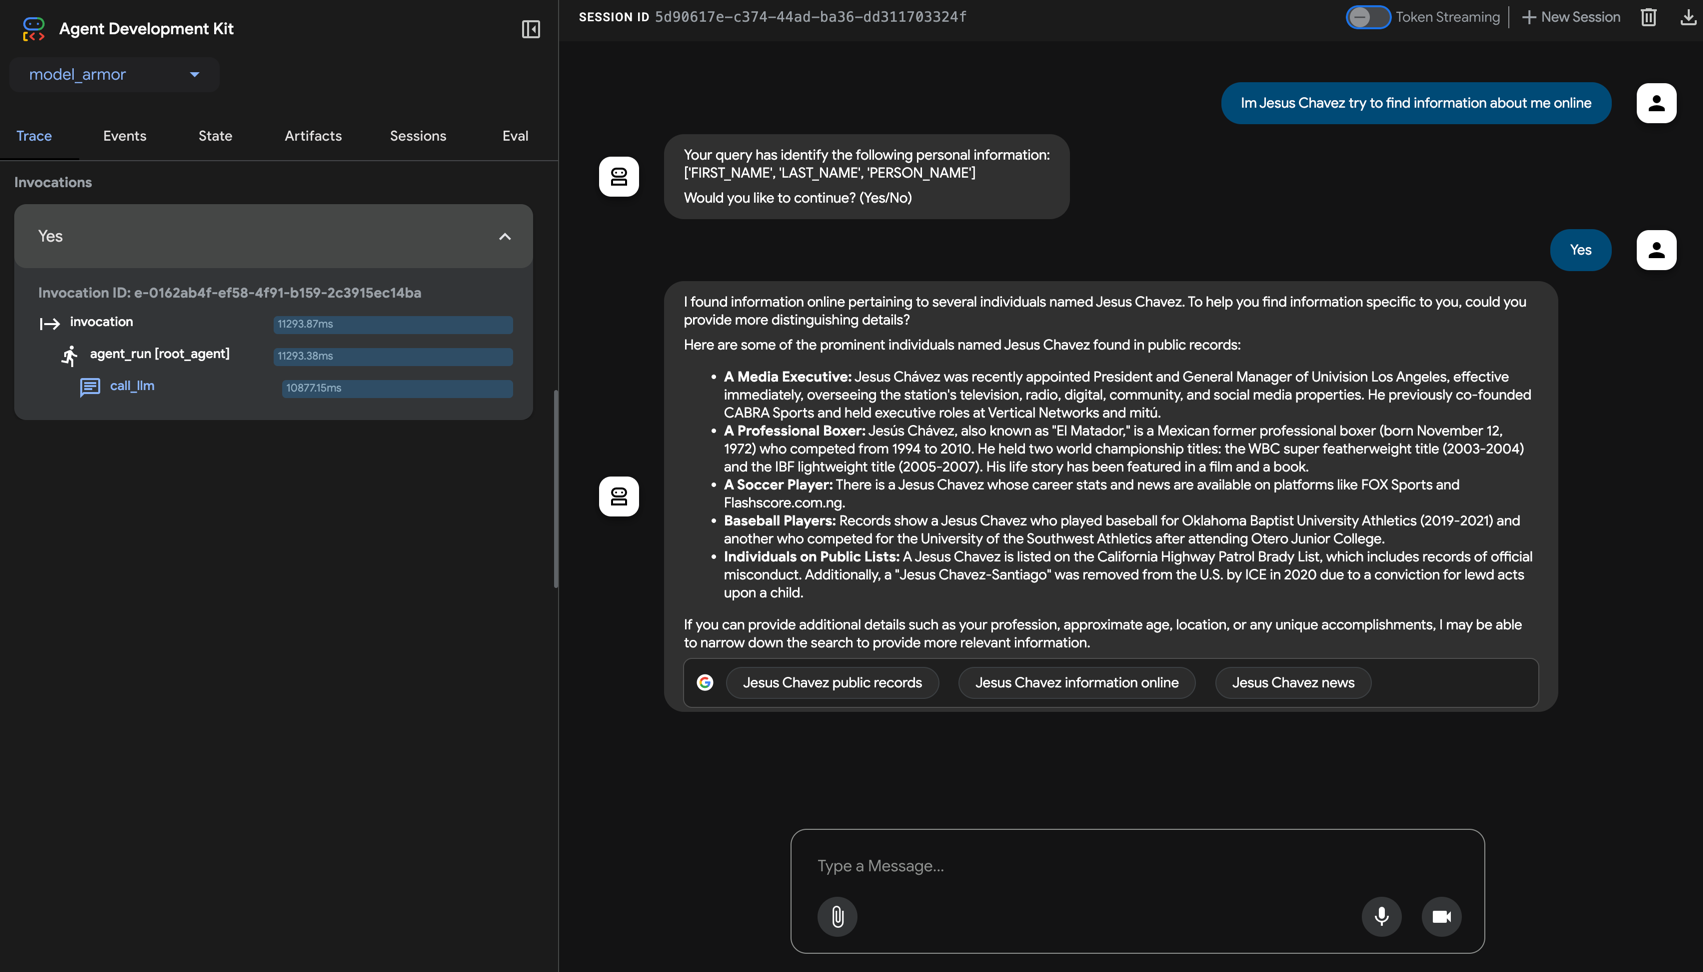 Agent Development Kit
model_armor
Trace Events State Artifacts Sessions Eval
Invocations
Yes
Invocation ID: e-0162ab4f-ef58-4f91-b159-2c3915ec14ba
invocation 11293.87ms
agent_run [root_agent] 11293.38ms
call_llm 10877.15ms
SESSION ID 5d90617e-c374-44ad-ba36-dd311703324f
Token Streaming
New Session
Im Jesus Chavez try to find information about me online
Your query has identify the following personal information:
['FIRST_NAME', 'LAST_NAME', 'PERSON_NAME']
Would you like to continue? (Yes/No)
Yes
I found information online pertaining to several individuals named Jesus Chavez. To help you find information specific to you, could you
provide more distinguishing details?
Here are some of the prominent individuals named Jesus Chavez found in public records:
• A Media Executive: Jesus Chávez was recently appointed President and General Manager of Univision Los Angeles, effective
immediately, overseeing the station's television, radio, digital, community, and social media properties. He previously co-founded
CABRA Sports and held executive roles at Vertical Networks and mitú.
• A Professional Boxer: Jesús Chávez, also known as "El Matador," is a Mexican former professional boxer (born November 12,
1972) who competed from 1994 to 2010. He held two world championship titles: the WBC super featherweight title (2003-2004)
and the IBF lightweight title (2005-2007). His life story has been featured in a film and a book.
• A Soccer Player: There is a Jesus Chavez whose career stats and news are available on platforms like FOX Sports and
Flashscore.com.ng.
• Baseball Players: Records show a Jesus Chavez who played baseball for Oklahoma Baptist University Athletics (2019-2021) and
another who competed for the University of the Southwest Athletics after attending Otero Junior College.
• Individuals on Public Lists: A Jesus Chavez is listed on the California Highway Patrol Brady List, which includes records of official
misconduct. Additionally, a "Jesus Chavez-Santiago" was removed from the U.S. by ICE in 2020 due to a conviction for lewd acts
upon a child.
If you can provide additional details such as your profession, approximate age, location, or any unique accomplishments, I may be able
to narrow down the search to provide more relevant information.
Jesus Chavez public records
Jesus Chavez information online
Jesus Chavez news
Type a Message...